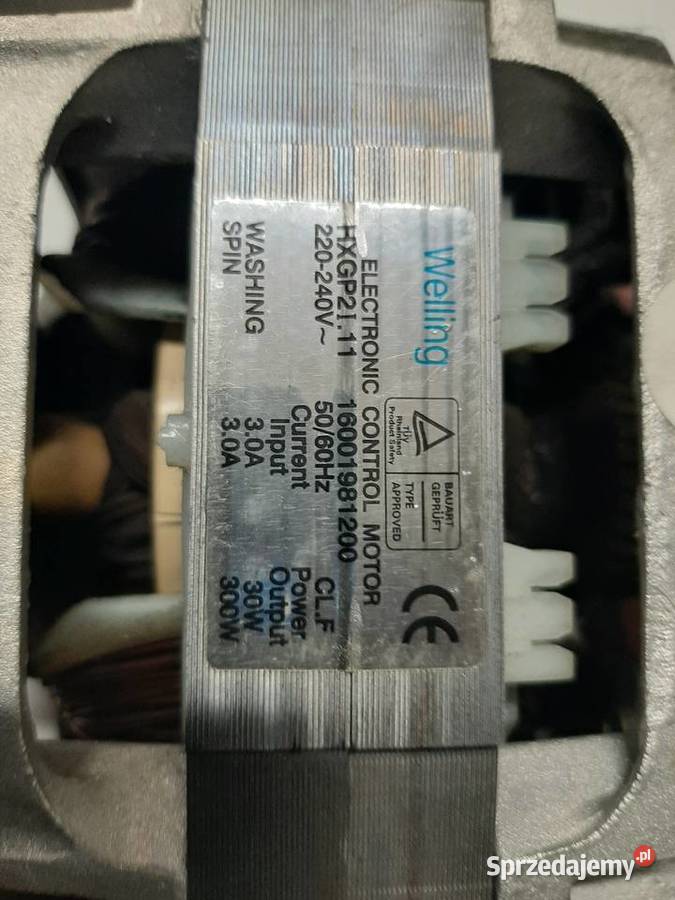 Welling
TÜV
Rheinland
Product Safety
BAUART
GEPRÜFT
TYPE
APPROVED
CE
ELECTRONIC CONTROL MOTOR
HXGP2I.11 16001981200
220-240V~ 50/60Hz CL.F
Current Power
Input Output
WASHING 3.0A 30W
SPIN 3.0A 300W
Sprzedajemy.pl